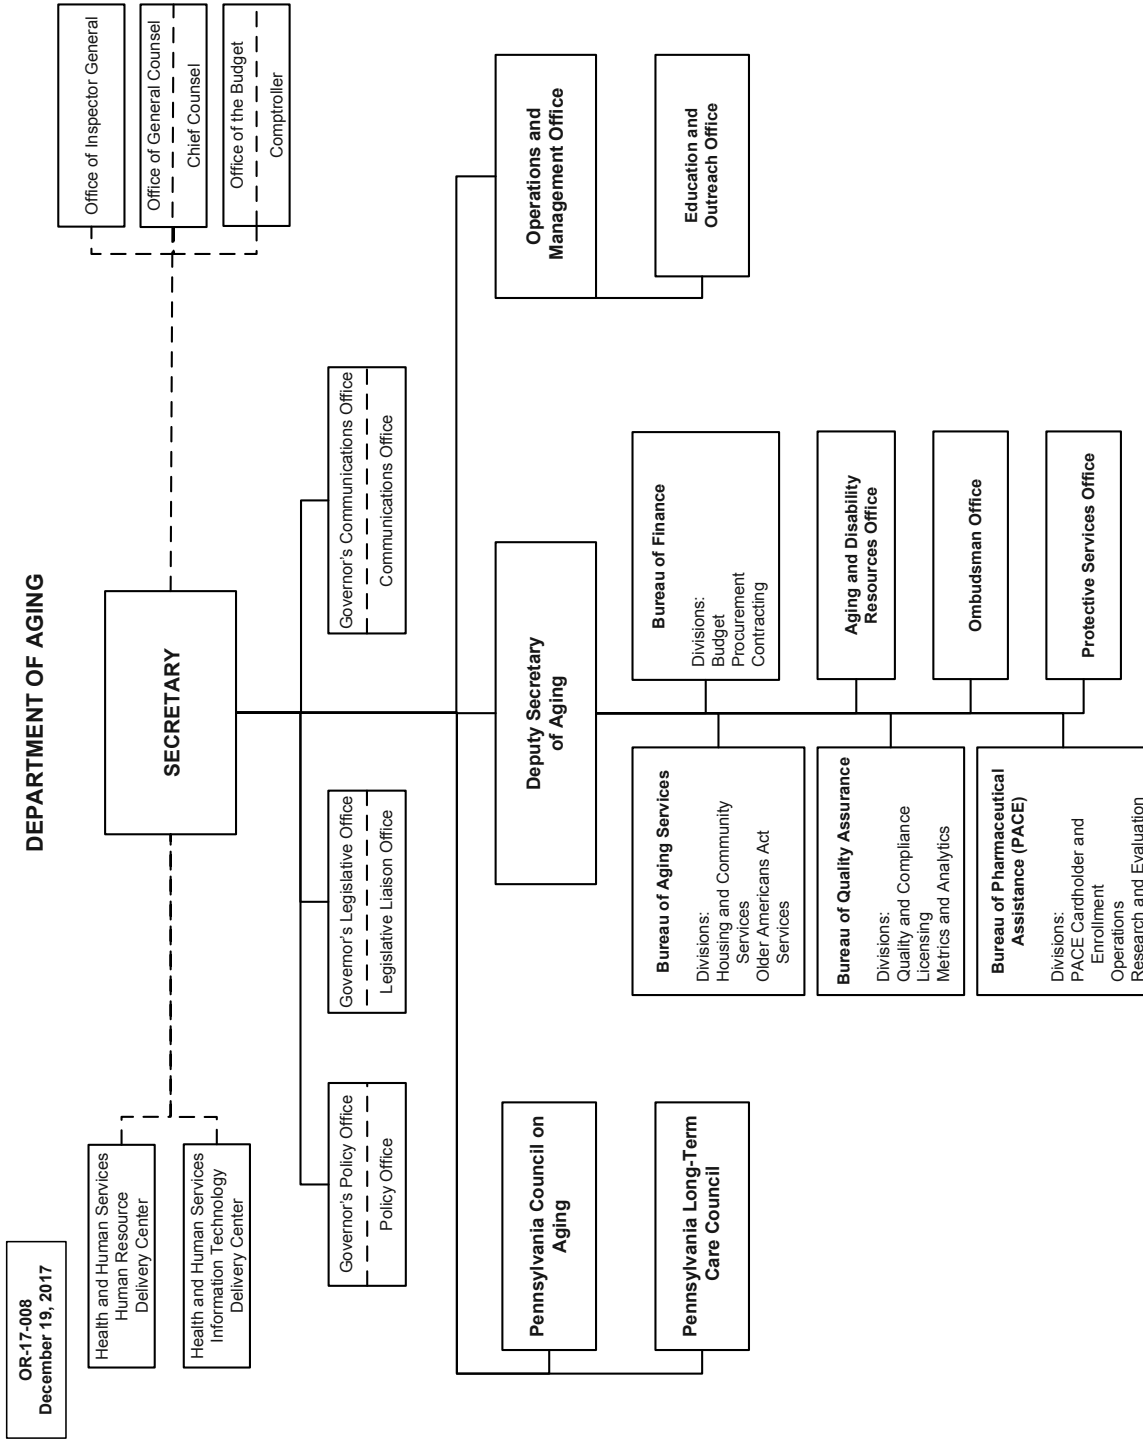 OR-17-008
December 19, 2017
DEPARTMENT OF AGING
Health and Human Services
Human Resource
Delivery Center
Health and Human Services
Information Technology
Delivery Center
SECRETARY
Office of Inspector General
Office of General Counsel
Chief Counsel
Office of the Budget
Comptroller
Governor's Policy Office
Policy Office
Governor's Legislative Office
Legislative Liaison Office
Governor's Communications Office
Communications Office
Pennsylvania Council on
Aging
Pennsylvania Long-Term
Care Council
Deputy Secretary
of Aging
Operations and
Management Office
Education and
Outreach Office
Bureau of Aging Services
Divisions:
Housing and Community
Services
Older Americans Act
Services
Bureau of Finance
Divisions:
Budget
Procurement
Contracting
Bureau of Quality Assurance
Divisions:
Quality and Compliance
Licensing
Metrics and Analytics
Aging and Disability
Resources Office
Ombudsman Office
Bureau of Pharmaceutical
Assistance (PACE)
Divisions:
PACE Cardholder and
Enrollment
Operations
Research and Evaluation
Protective Services Office